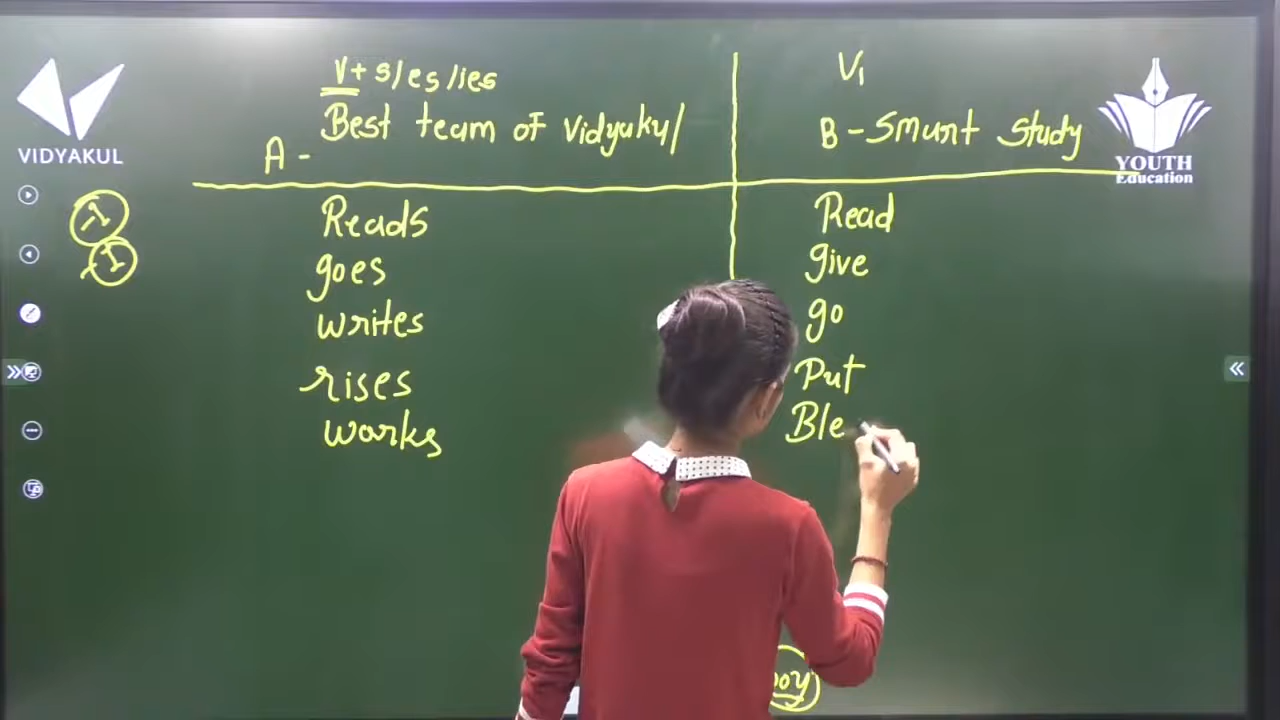 V + s/es/ies
V1
Best team of Vidyakul
A -
B - Smart Study
VIDYAKUL
YOUTH
Education
Reads
Read
goes
give
writes
go
rises
Put
works
Ble